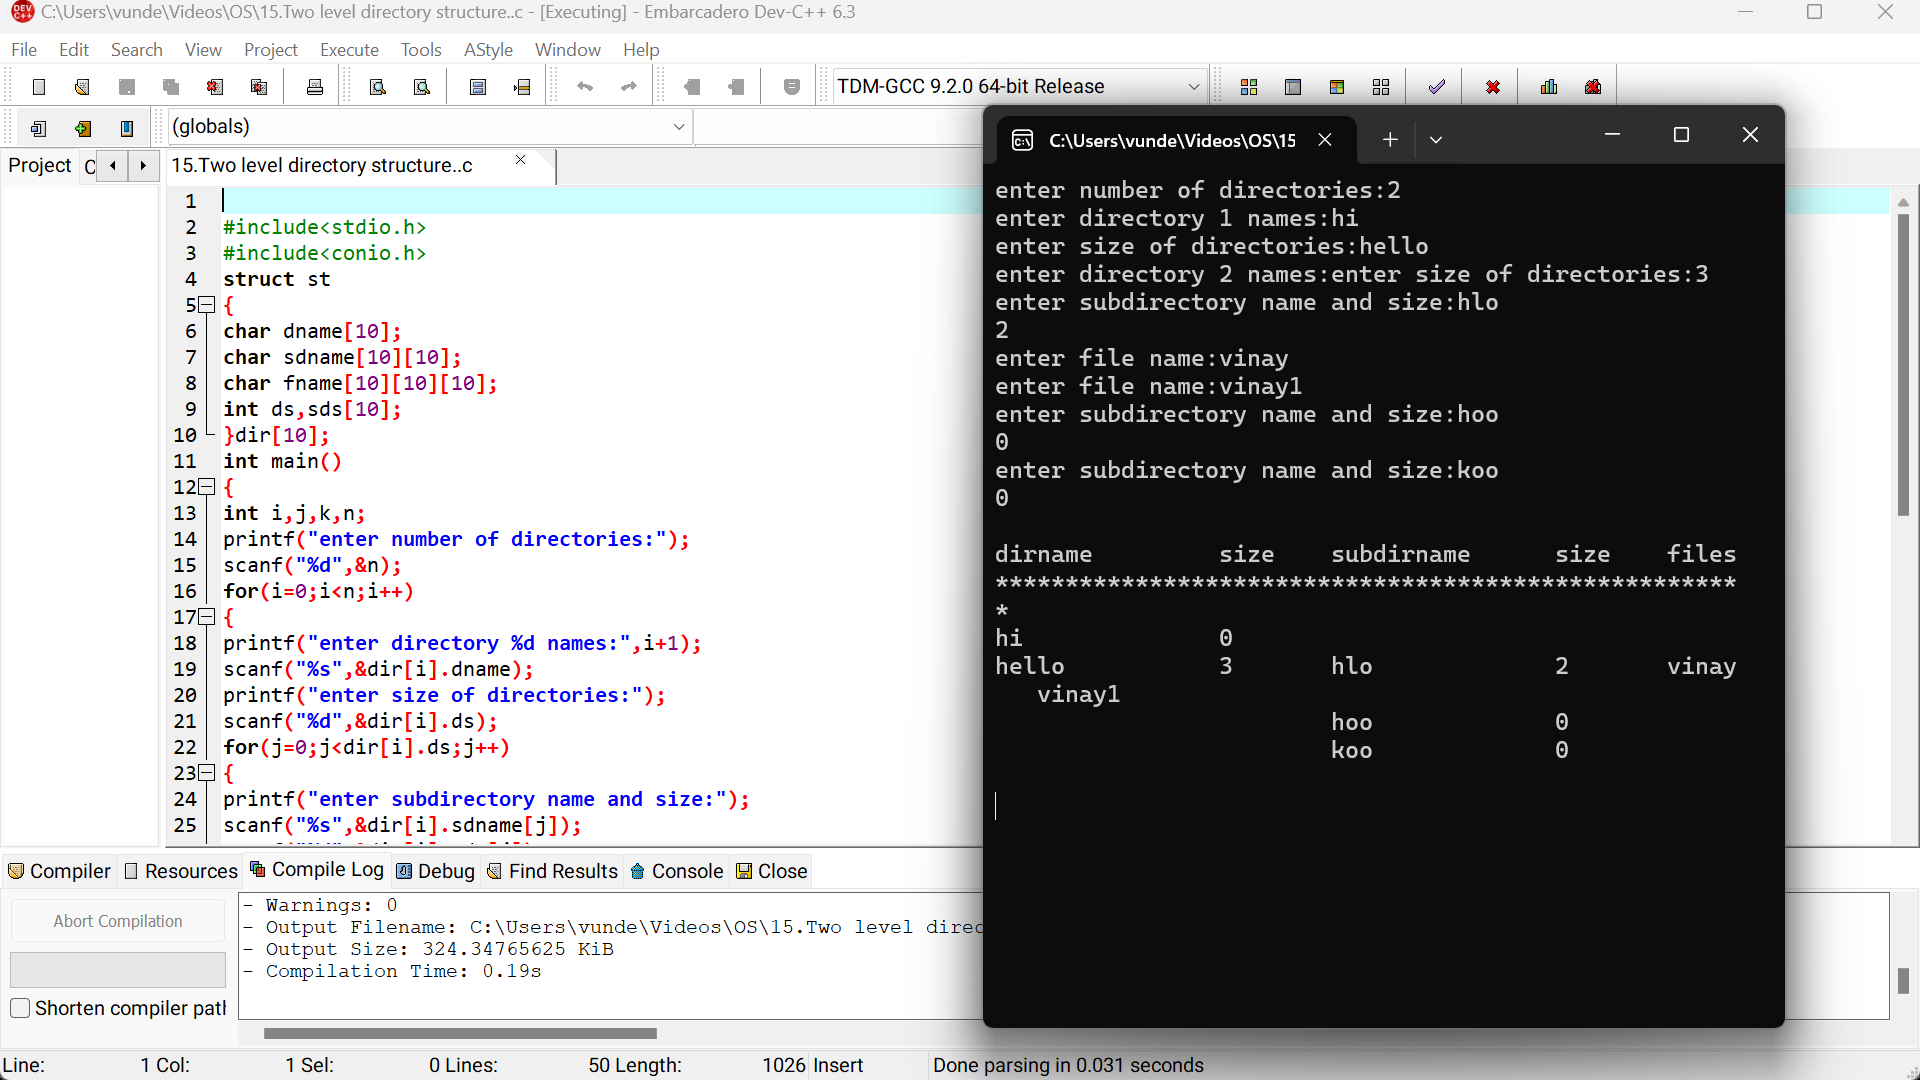 C:\Users\vunde\Videos\OS\15.Two level directory structure..c - [Executing] - Embarcadero Dev-C++ 6.3
File Edit Search View Project Execute Tools AStyle Window Help
TDM-GCC 9.2.0 64-bit Release
(globals)
Project
15.Two level directory structure..c
1
2 #include<stdio.h>
3 #include<conio.h>
4 struct st
5 {
6 char dname[10];
7 char sdname[10][10];
8 char fname[10][10][10];
9 int ds,sds[10];
10 }dir[10];
11 int main()
12 {
13 int i,j,k,n;
14 printf("enter number of directories:");
15 scanf("%d",&n);
16 for(i=0;i<n;i++)
17 {
18 printf("enter directory %d names:",i+1);
19 scanf("%s",&dir[i].dname);
20 printf("enter size of directories:");
21 scanf("%d",&dir[i].ds);
22 for(j=0;j<dir[i].ds;j++)
23 {
24 printf("enter subdirectory name and size:");
25 scanf("%s",&dir[i].sdname[j]);
C:\Users\vunde\Videos\OS\15
enter number of directories:2
enter directory 1 names:hi
enter size of directories:hello
enter directory 2 names:enter size of directories:3
enter subdirectory name and size:hlo
2
enter file name:vinay
enter file name:vinay1
enter subdirectory name and size:hoo
0
enter subdirectory name and size:koo
0
dirname size subdirname size files
*****************************************************
*
hi 0
hello 3 hlo 2 vinay
vinay1
hoo 0
koo 0
Compiler Resources Compile Log Debug Find Results Console Close
Abort Compilation
Shorten compiler path
- Warnings: 0
- Output Filename: C:\Users\vunde\Videos\OS\15.Two level direc
- Output Size: 324.34765625 KiB
- Compilation Time: 0.19s
Line: 1 Col: 1 Sel: 0 Lines: 50 Length: 1026 Insert Done parsing in 0.031 seconds